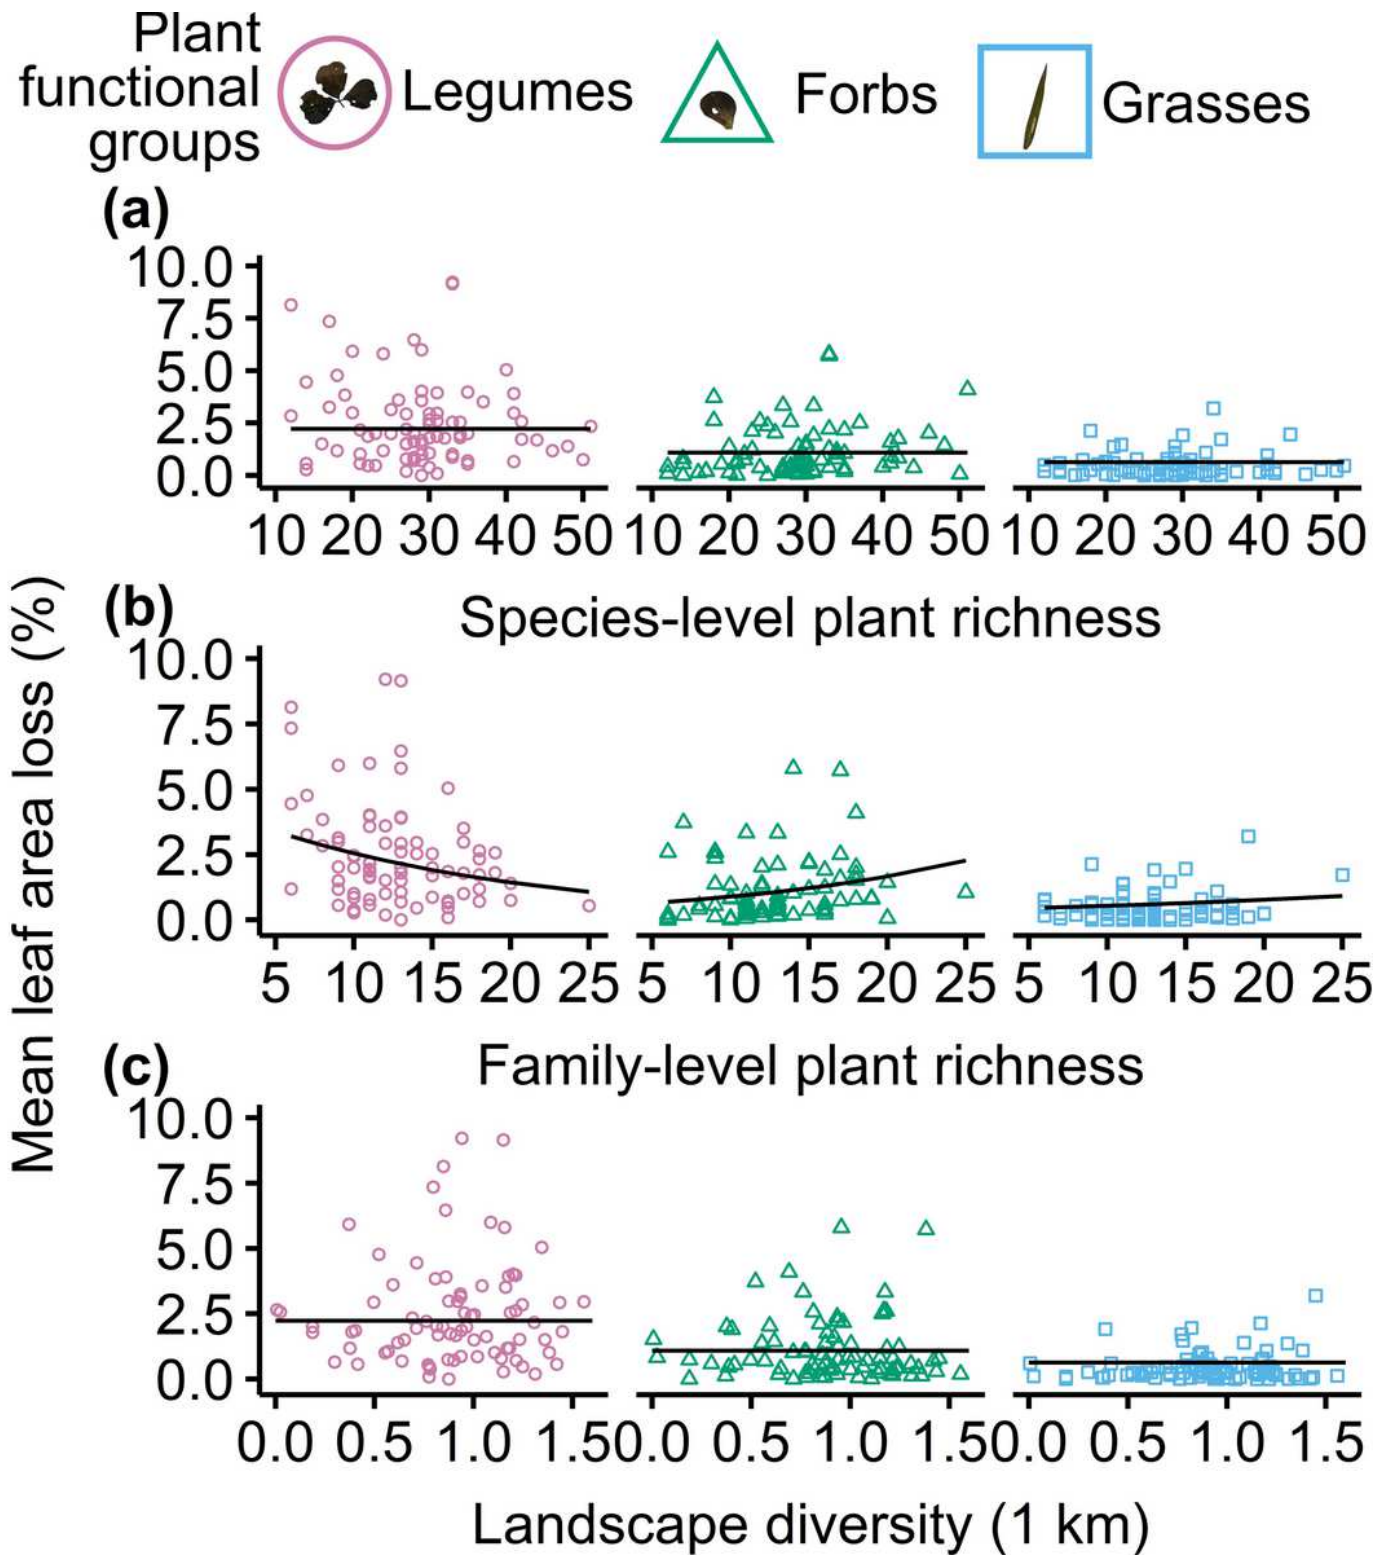 Plant
functional
groups
Legumes
Forbs
Grasses
(a)
10.0
7.5
5.0
2.5
0.0
10 20 30 40 50 10 20 30 40 50 10 20 30 40 50
Species-level plant richness
(b)
10.0
7.5
5.0
2.5
0.0
5 10 15 20 25 5 10 15 20 25 5 10 15 20 25
Family-level plant richness
(c)
10.0
7.5
5.0
2.5
0.0
0.0 0.5 1.0 1.5 0.0 0.5 1.0 1.5 0.0 0.5 1.0 1.5
Landscape diversity (1 km)
Mean leaf area loss (%)